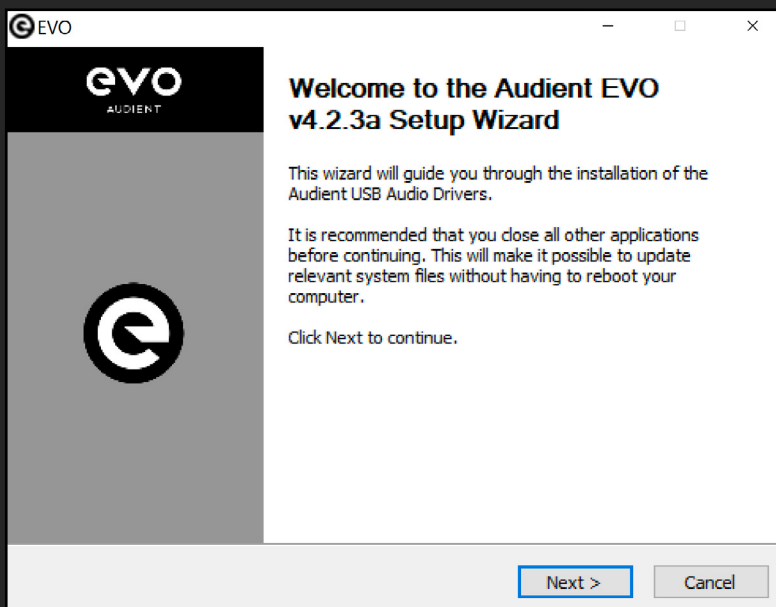 EVO
evo
AUDIENT
Welcome to the Audient EVO
v4.2.3a Setup Wizard
This wizard will guide you through the installation of the
Audient USB Audio Drivers.
It is recommended that you close all other applications
before continuing. This will make it possible to update
relevant system files without having to reboot your
computer.
Click Next to continue.
Next >
Cancel